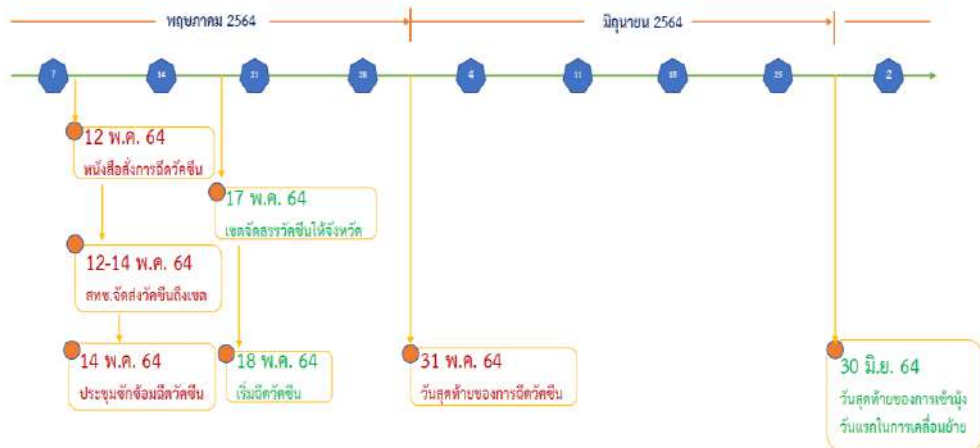 พฤษภาคม 2564
มิถุนายน 2564
7
14
21
28
4
11
18
25
2
12 พ.ค. 64
หนังสือสั่งการฉีดวัคซีน
17 พ.ค. 64
เขตจัดสรรวัคซีนให้จังหวัด
12-14 พ.ค. 64
สทช.จัดส่งวัคซีนถึงเขต
14 พ.ค. 64
ประชุมซักซ้อมฉีดวัคซีน
18 พ.ค. 64
เริ่มฉีดวัคซีน
31 พ.ค. 64
วันสุดท้ายของการฉีดวัคซีน
30 มิ.ย. 64
วันสุดท้ายของการเข้ามุ้ง
วันแรกในการเคลื่อนย้าย